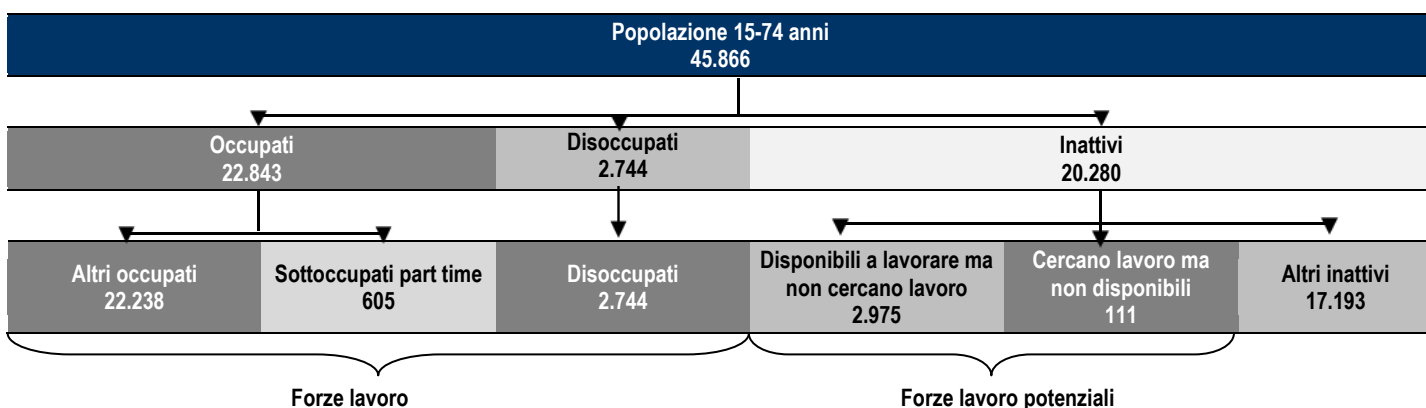 Popolazione 15-74 anni
45.866
Occupati
22.843
Disoccupati
2.744
Inattivi
20.280
Altri occupati
22.238
Sottoccupati part time
605
Disoccupati
2.744
Disponibili a lavorare ma
non cercano lavoro
2.975
Cercano lavoro ma
non disponibili
111
Altri inattivi
17.193
Forze lavoro
Forze lavoro potenziali